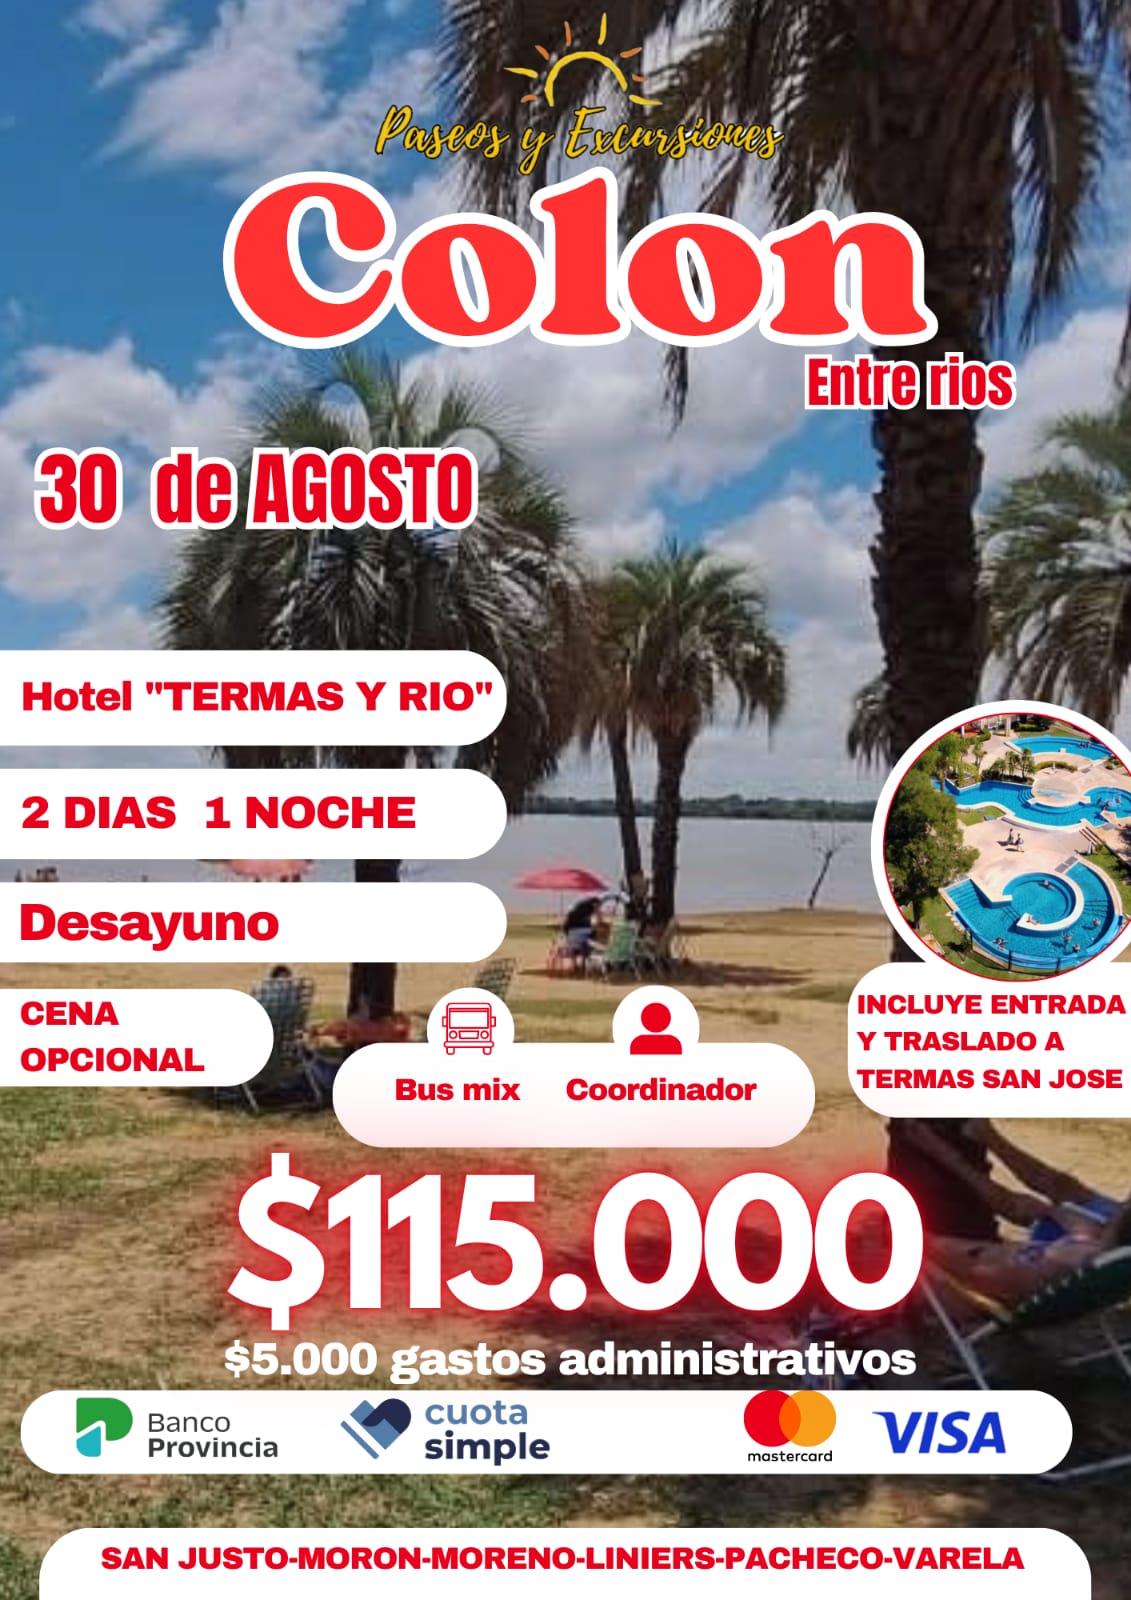 Paseos y Excursiones
Colon
Entre rios
30 de AGOSTO
Hotel "TERMAS Y RIO"
2 DIAS 1 NOCHE
Desayuno
CENA
OPCIONAL
INCLUYE ENTRADA
Y TRASLADO A
TERMAS SAN JOSE
Bus mix
Coordinador
$115.000
$5.000 gastos administrativos
Banco
Provincia
cuota
simple
mastercard
VISA
SAN JUSTO-MORON-MORENO-LINIERS-PACHECO-VARELA